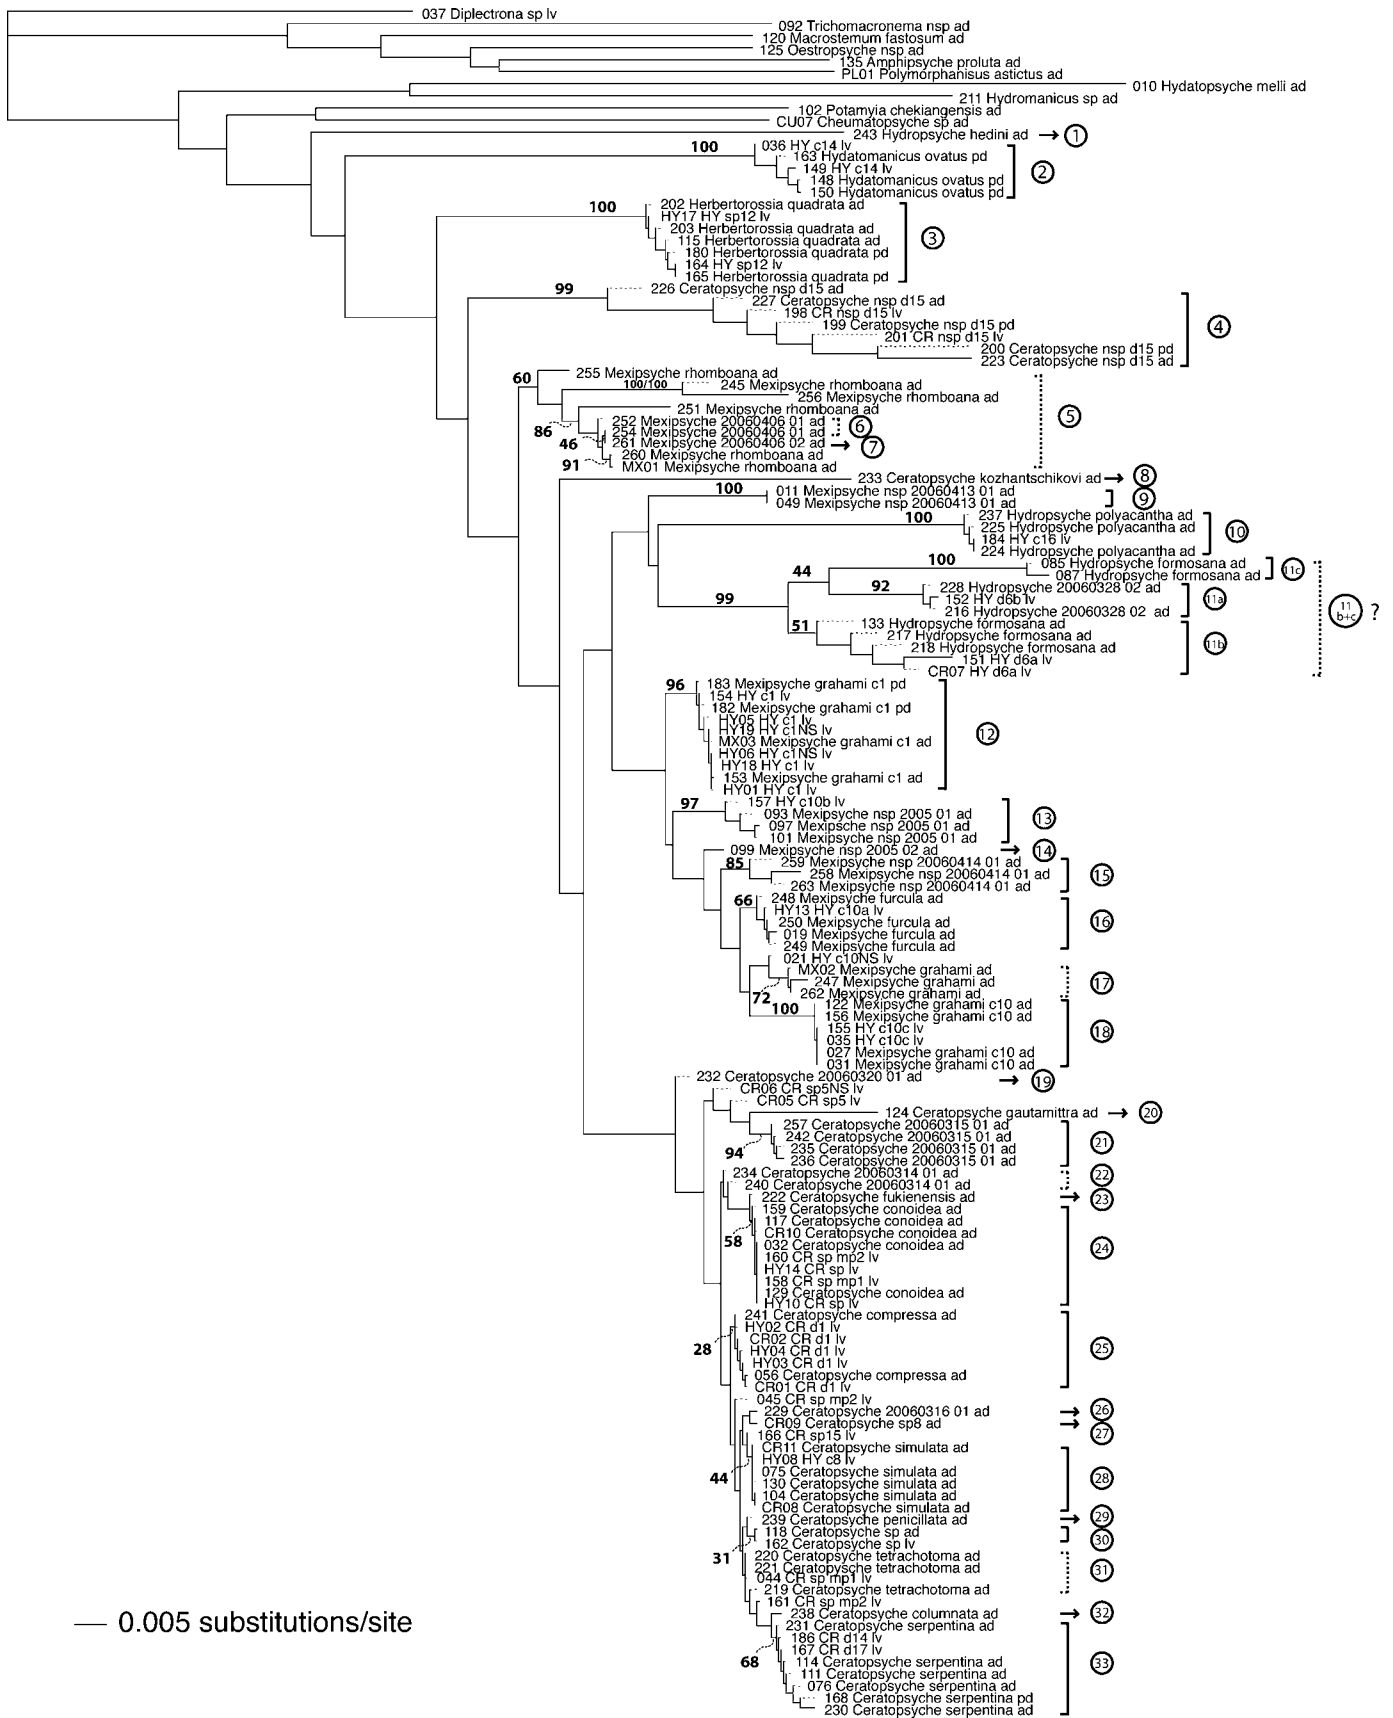 037 Diplectrona sp lv
092 Trichomacronema nsp ad
120 Macrostemum fastosum ad
125 Oestropsyche nsp ad
135 Amphipsyche proluta ad
PL01 Polymorphanisus astictus ad
010 Hydatopsyche melli ad
211 Hydromanicus sp ad
102 Potamyia chekiangensis ad
CU07 Cheumatopsyche sp ad
243 Hydropsyche hedini ad → 1
100
036 HY c14 lv
163 Hydatomanicus ovatus pd
149 HY c14 lv
2
148 Hydatomanicus ovatus pd
150 Hydatomanicus ovatus pd
100
202 Herbertorossia quadrata ad
HY17 HY sp12 lv
203 Herbertorossia quadrata ad
3
115 Herbertorossia quadrata ad
180 Herbertorossia quadrata pd
164 HY sp12 lv
165 Herbertorossia quadrata pd
99
226 Ceratopsyche nsp d15 ad
227 Ceratopsyche nsp d15 ad
198 CR nsp d15 lv
199 Ceratopsyche nsp d15 pd
4
201 CR nsp d15 lv
200 Ceratopsyche nsp d15 pd
223 Ceratopsyche nsp d15 ad
60
255 Mexipsyche rhomboana ad
100/100
245 Mexipsyche rhomboana ad
256 Mexipsyche rhomboana ad
251 Mexipsyche rhomboana ad
5
86
252 Mexipsyche 20060406 01 ad
6
254 Mexipsyche 20060406 01 ad
46
261 Mexipsyche 20060406 02 ad → 7
260 Mexipsyche rhomboana ad
91
MX01 Mexipsyche rhomboana ad
233 Ceratopsyche kozhantschikovi ad → 8
100
011 Mexipsyche nsp 20060413 01 ad
9
049 Mexipsyche nsp 20060413 01 ad
100
237 Hydropsyche polyacantha ad
225 Hydropsyche polyacantha ad
10
184 HY c16 lv
224 Hydropsyche polyacantha ad
100
085 Hydropsyche formosana ad
11c
44
087 Hydropsyche formosana ad
92
228 Hydropsyche 20060328 02 ad
99
152 HY d6b lv
11a
216 Hydropsyche 20060328 02 ad
11 b+c ?
51
133 Hydropsyche formosana ad
217 Hydropsyche formosana ad
11b
218 Hydropsyche formosana ad
151 HY d6a lv
CR07 HY d6a lv
96
183 Mexipsyche grahami c1 pd
154 HY c1 lv
182 Mexipsyche grahami c1 pd
HY05 HY c1 lv
HY19 HY c1NS lv
12
MX03 Mexipsyche grahami c1 ad
HY06 HY c1NS lv
HY18 HY c1 lv
153 Mexipsyche grahami c1 ad
HY01 HY c1 lv
97
157 HY c10b lv
093 Mexipsyche nsp 2005 01 ad
13
097 Mexipsche nsp 2005 01 ad
101 Mexipsyche nsp 2005 01 ad
099 Mexipsyche nsp 2005 02 ad → 14
85
259 Mexipsyche nsp 20060414 01 ad
258 Mexipsyche nsp 20060414 01 ad
15
263 Mexipsyche nsp 20060414 01 ad
66
248 Mexipsyche furcula ad
HY13 HY c10a lv
250 Mexipsyche furcula ad
16
019 Mexipsyche furcula ad
249 Mexipsyche furcula ad
021 HY c10NS lv
MX02 Mexipsyche grahami ad
247 Mexipsyche grahami ad
17
72
262 Mexipsyche grahami ad
100
122 Mexipsyche grahami c10 ad
156 Mexipsyche grahami c10 ad
155 HY c10c lv
18
035 HY c10c lv
027 Mexipsyche grahami c10 ad
031 Mexipsyche grahami c10 ad
232 Ceratopsyche 20060320 01 ad → 19
CR06 CR sp5NS lv
CR05 CR sp5 lv
124 Ceratopsyche gautamittra ad → 20
257 Ceratopsyche 20060315 01 ad
242 Ceratopsyche 20060315 01 ad
21
94
235 Ceratopsyche 20060315 01 ad
236 Ceratopsyche 20060315 01 ad
234 Ceratopsyche 20060314 01 ad
22
240 Ceratopsyche 20060314 01 ad
222 Ceratopsyche fukienensis ad → 23
159 Ceratopsyche conoidea ad
117 Ceratopsyche conoidea ad
58
CR10 Ceratopsyche conoidea ad
032 Ceratopsyche conoidea ad
24
160 CR sp mp2 lv
HY14 CR sp lv
158 CR sp mp1 lv
129 Ceratopsyche conoidea ad
HY10 CR sp lv
241 Ceratopsyche compressa ad
HY02 CR d1 lv
28
CR02 CR d1 lv
HY04 CR d1 lv
25
HY03 CR d1 lv
056 Ceratopsyche compressa ad
CR01 CR d1 lv
045 CR sp mp2 lv
229 Ceratopsyche 20060316 01 ad → 26
CR09 Ceratopsyche sp8 ad → 27
166 CR sp15 lv
CR11 Ceratopsyche simulata ad
HY08 HY c8 lv
44
075 Ceratopsyche simulata ad
28
130 Ceratopsyche simulata ad
104 Ceratopsyche simulata ad
CR08 Ceratopsyche simulata ad
239 Ceratopsyche penicillata ad → 29
118 Ceratopsyche sp ad
30
162 Ceratopsyche sp lv
31
220 Ceratopsyche tetrachotoma ad
221 Ceratopsyche tetrachotoma ad
31
044 CR sp mp1 lv
219 Ceratopsyche tetrachotoma ad
161 CR sp mp2 lv
238 Ceratopsyche columnata ad → 32
231 Ceratopsyche serpentina ad
186 CR d14 lv
167 CR d17 lv
68
114 Ceratopsyche serpentina ad
33
111 Ceratopsyche serpentina ad
076 Ceratopsyche serpentina ad
168 Ceratopsyche serpentina pd
230 Ceratopsyche serpentina ad
0.005 substitutions/site